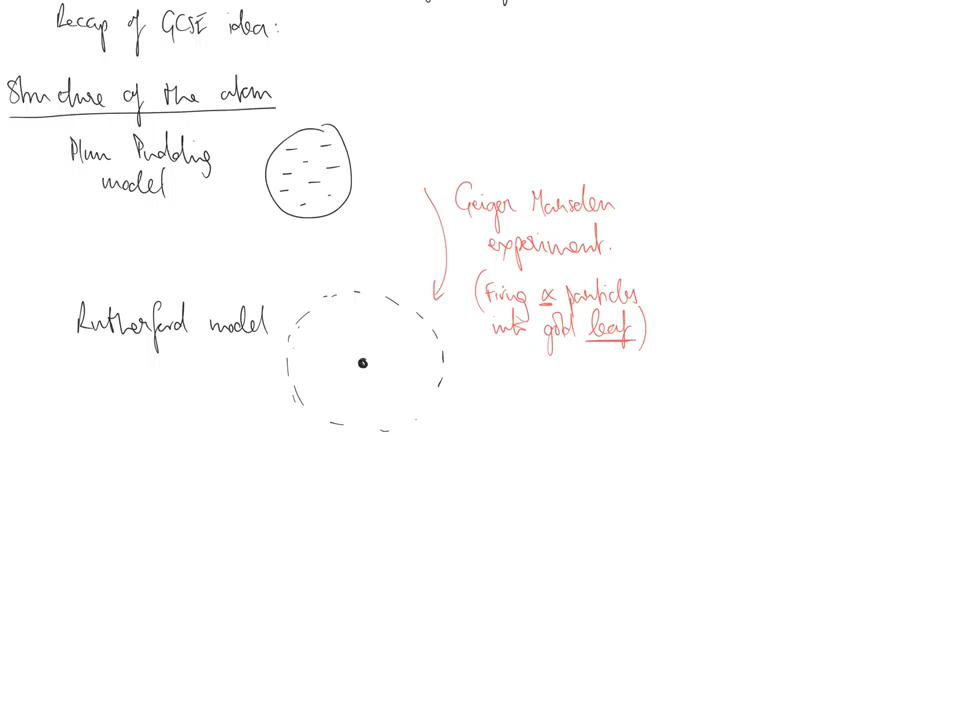 Recap of GCSE idea:
Structure of the atom
Plum Pudding
model
Geiger Marsden
experiment.
(firing α particles
into gold leaf)
Rutherford model